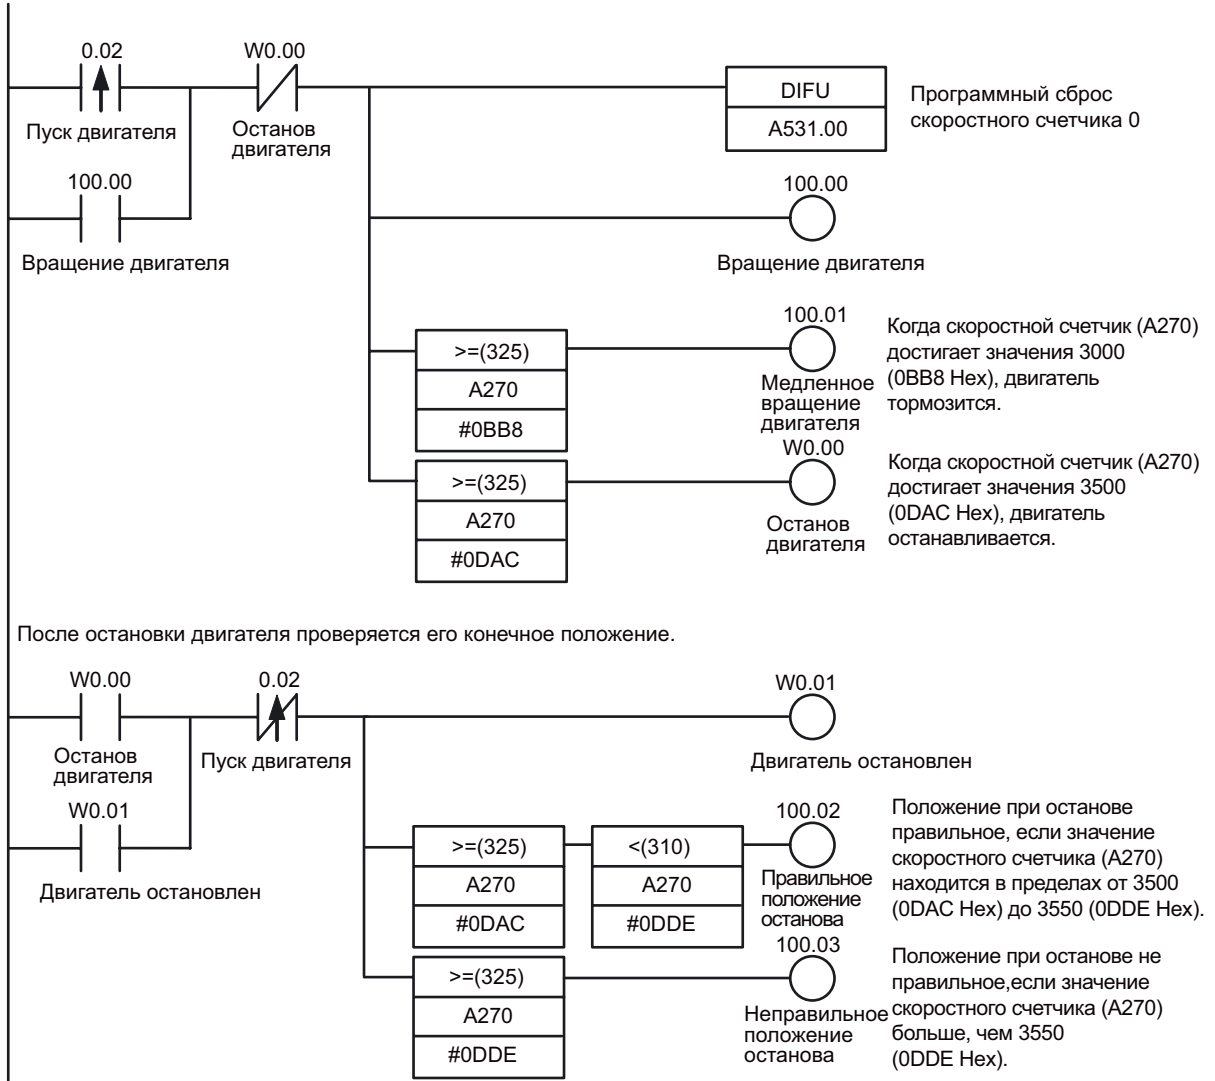 0.02
W0.00
Пуск двигателя
Останов
двигателя
DIFU
A531.00
Программный сброс
скоростного счетчика 0
100.00
Вращение двигателя
100.00
Вращение двигателя
>=(325)
A270
#0BB8
100.01
Медленное
вращение
двигателя
Когда скоростной счетчик (A270)
достигает значения 3000
(0BB8 Hex), двигатель
тормозится.
>=(325)
A270
#0DAC
W0.00
Останов
двигателя
Когда скоростной счетчик (A270)
достигает значения 3500
(0DAC Hex), двигатель
останавливается.
После остановки двигателя проверяется его конечное положение.
W0.00
Останов
двигателя
0.02
Пуск двигателя
W0.01
Двигатель остановлен
W0.01
Двигатель остановлен
>=(325)
A270
#0DAC
<(310)
A270
#0DDE
100.02
Правильное
положение
останова
Положение при останове
правильное, если значение
скоростного счетчика (A270)
находится в пределах от 3500
(0DAC Hex) до 3550 (0DDE Hex).
>=(325)
A270
#0DDE
100.03
Неправильное
положение
останова
Положение при останове не
правильное,если значение
скоростного счетчика (A270)
больше, чем 3550
(0DDE Hex).